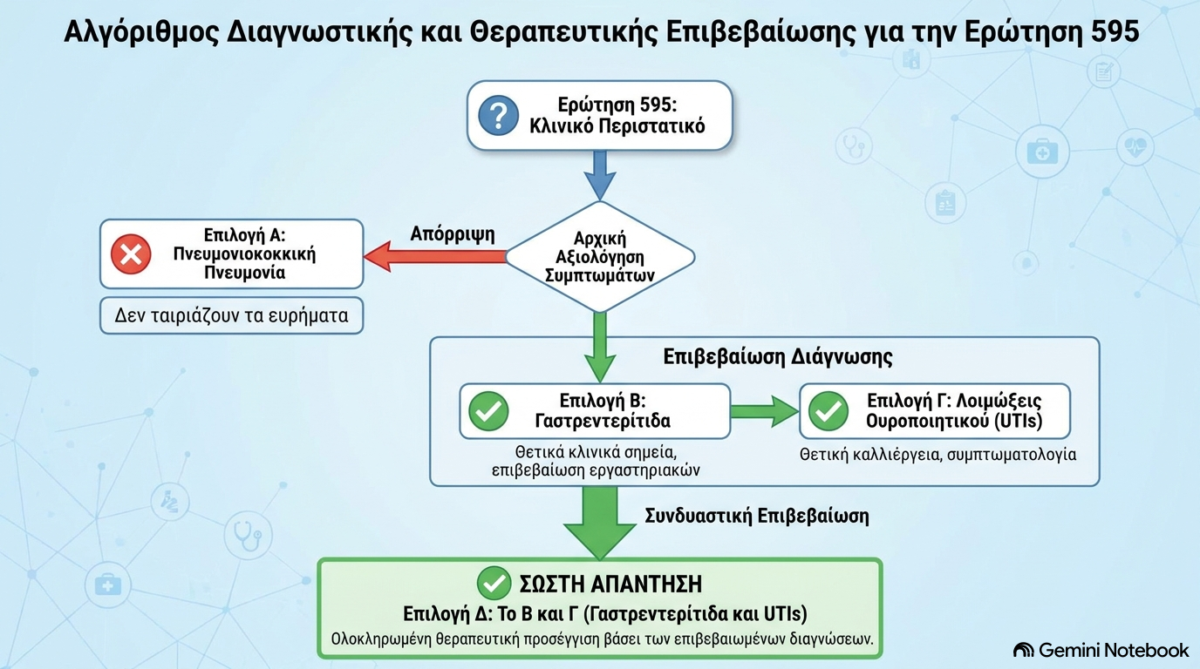 Αλγόριθμος Διαγνωστικής και Θεραπευτικής Επιβεβαίωσης για την Ερώτηση 595
?
Ερώτηση 595:
Κλινικό Περιστατικό
Απόρριψη
Αρχική
Αξιολόγηση
Συμπτωμάτων
Επιλογή Α:
Πνευμονιοκοκκική
Πνευμονία
Δεν ταιριάζουν τα ευρήματα
Επιβεβαίωση Διάγνωσης
Επιλογή Β:
Γαστρεντερίτιδα
Θετικά κλινικά σημεία,
επιβεβαίωση εργαστηριακών
Επιλογή Γ: Λοιμώξεις
Ουροποιητικού (UTIs)
Θετική καλλιέργεια, συμπτωματολογία
Συνδυαστική Επιβεβαίωση
ΣΩΣΤΗ ΑΠΑΝΤΗΣΗ
Επιλογή Δ: Το Β και Γ (Γαστρεντερίτιδα και UTIs)
Ολοκληρωμένη θεραπευτική προσέγγιση βάσει των επιβεβαιωμένων διαγνώσεων.
Gemini Notebook